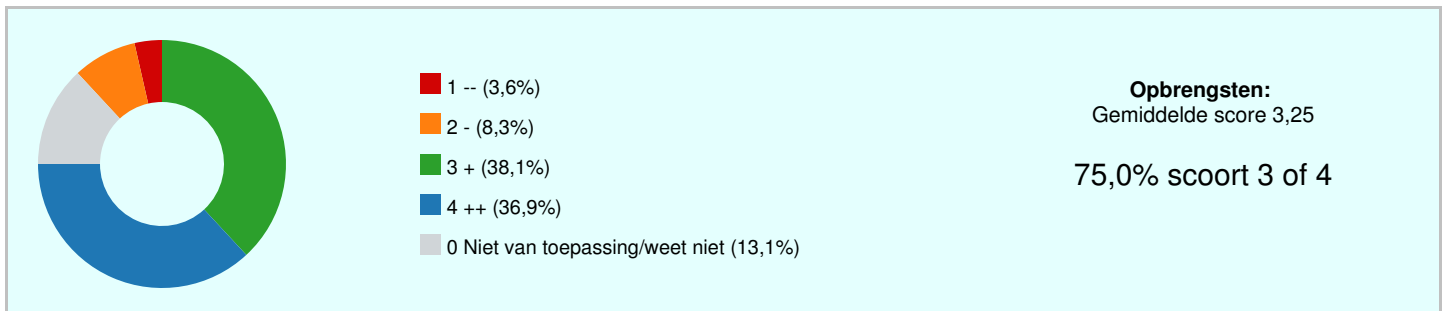 1 -- (3,6%)
2 - (8,3%)
3 + (38,1%)
4 ++ (36,9%)
0 Niet van toepassing/weet niet (13,1%)
Opbrengsten:
Gemiddelde score 3,25
75,0% scoort 3 of 4